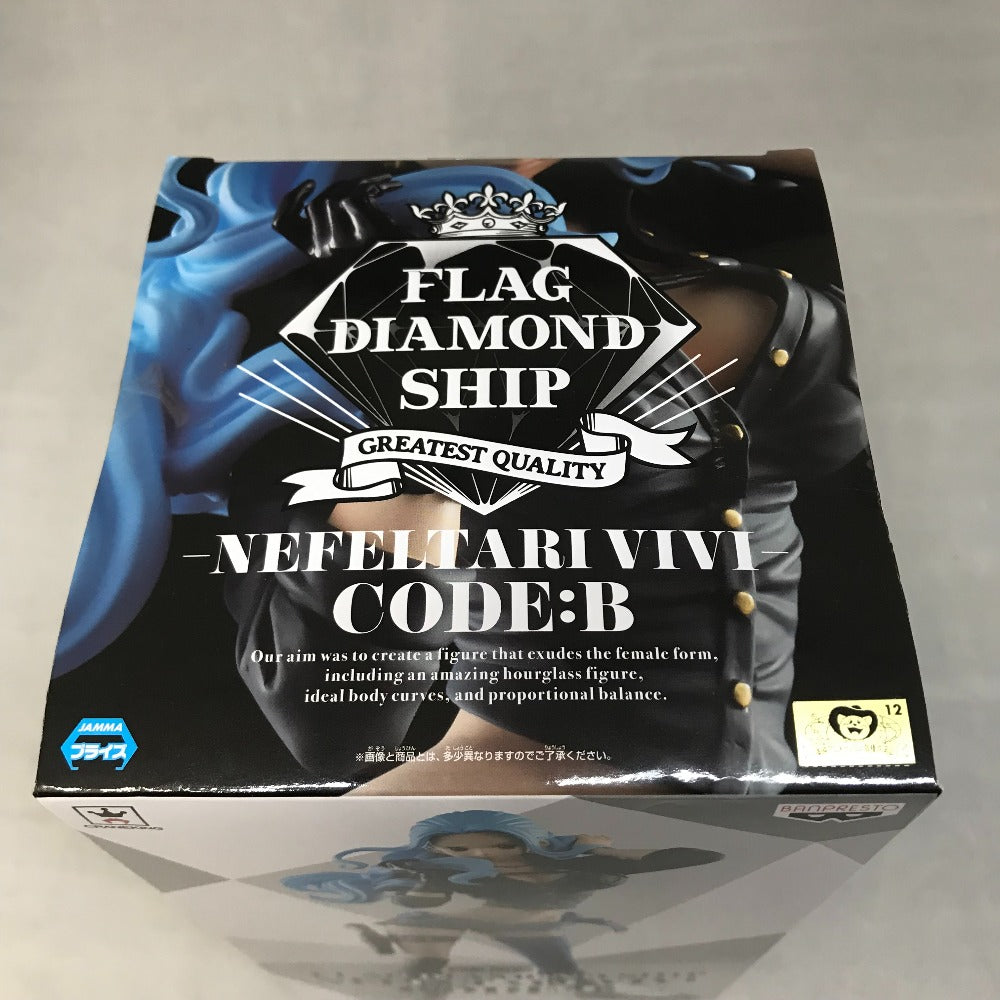 FLAG
DIAMOND
SHIP
GREATEST QUALITY
-NEFELTARI VIVI-
CODE:B
Our aim was to create a figure that exudes the female form,
including an amazing hourglass figure,
ideal body curves, and proportional balance.
JAMMA
プライズ
※画像と商品とは、多少異なりますのでご了承ください。
12
CRANEKING
BANPRESTO